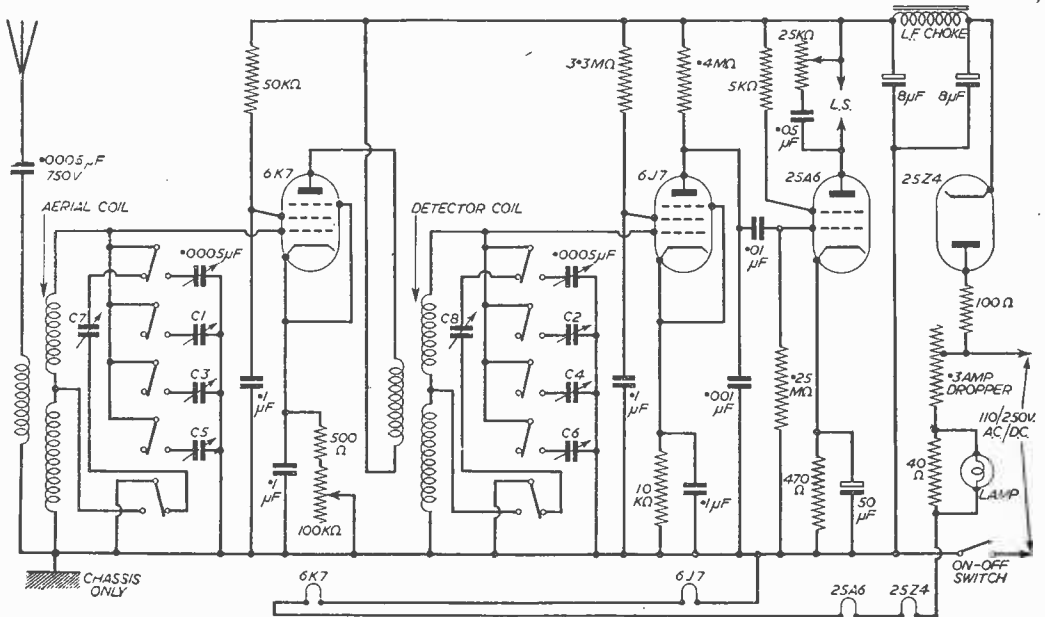 L.F. CHOKE
·0005μF
750V
AERIAL COIL
50KΩ
6K7
DETECTOR COIL
3·3MΩ
·4MΩ
6J7
5KΩ
25KΩ
·05
μF
L.S.
25A6
8μF
8μF
25Z4
·0005μF
C7
C1
C3
C5
·1
μF
·1
μF
500
Ω
100KΩ
·0005μF
C8
C2
C4
C6
·1
μF
10
KΩ
·1μF
·001
μF
·01
μF
·25
MΩ
470
Ω
50
μF
100Ω
·3AMP
DROPPER
110/250V.
AC/D.C.
40
Ω
LAMP
ON-OFF
SWITCH
CHASSIS
ONLY
6K7
6J7
25A6
25Z4